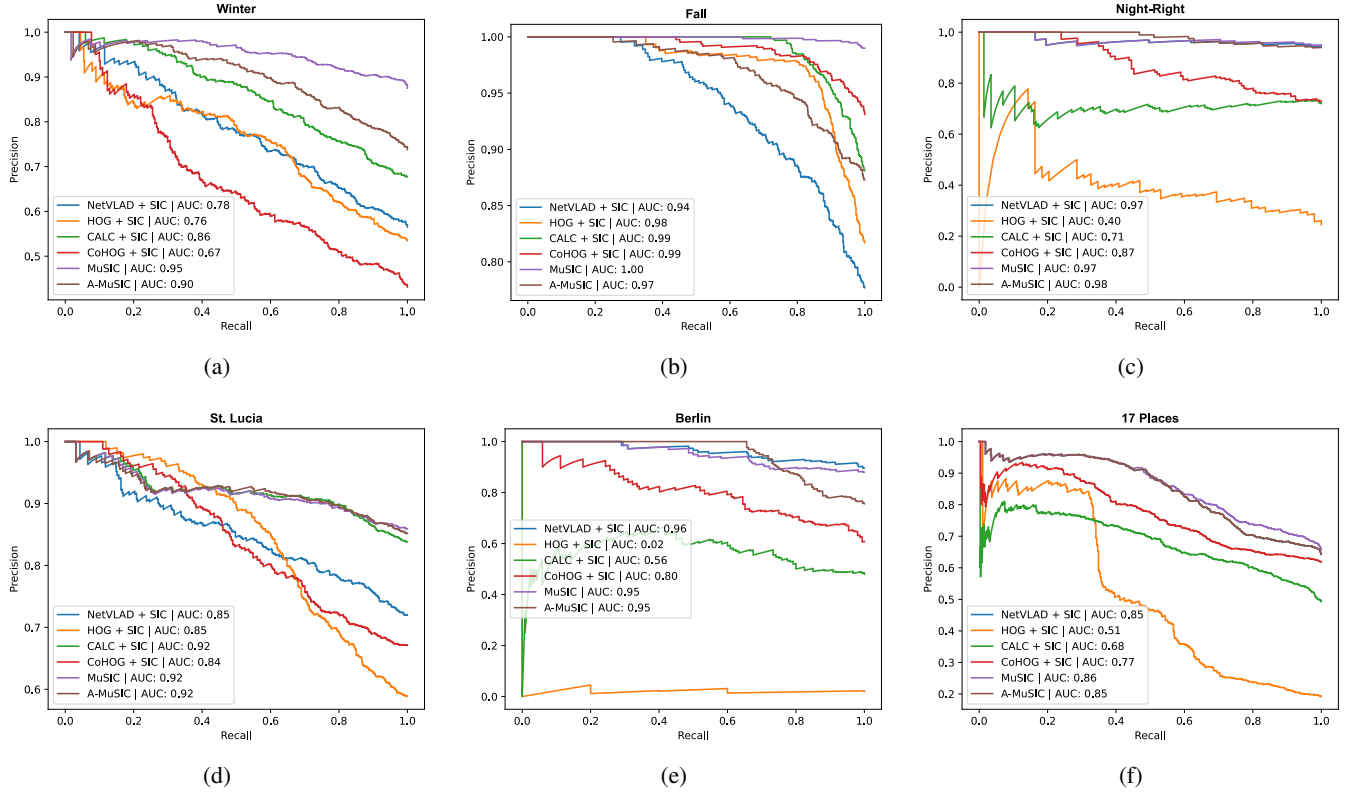 Winter
1.0
0.9
0.8
0.7
0.6
0.5
Precision
NetVLAD + SIC | AUC: 0.78
HOG + SIC | AUC: 0.76
CALC + SIC | AUC: 0.86
CoHOG + SIC | AUC: 0.67
MuSIC | AUC: 0.95
A-MuSIC | AUC: 0.90
0.0 0.2 0.4 0.6 0.8 1.0
Recall
(a)
Fall
1.00
0.95
0.90
0.85
0.80
Precision
NetVLAD + SIC | AUC: 0.94
HOG + SIC | AUC: 0.98
CALC + SIC | AUC: 0.99
CoHOG + SIC | AUC: 0.99
MuSIC | AUC: 1.00
A-MuSIC | AUC: 0.97
0.0 0.2 0.4 0.6 0.8 1.0
Recall
(b)
Night-Right
1.0
0.8
0.6
0.4
0.2
0.0
Precision
NetVLAD + SIC | AUC: 0.97
HOG + SIC | AUC: 0.40
CALC + SIC | AUC: 0.71
CoHOG + SIC | AUC: 0.87
MuSIC | AUC: 0.97
A-MuSIC | AUC: 0.98
0.0 0.2 0.4 0.6 0.8 1.0
Recall
(c)
St. Lucia
1.0
0.9
0.8
0.7
0.6
Precision
NetVLAD + SIC | AUC: 0.85
HOG + SIC | AUC: 0.85
CALC + SIC | AUC: 0.92
CoHOG + SIC | AUC: 0.84
MuSIC | AUC: 0.92
A-MuSIC | AUC: 0.92
0.0 0.2 0.4 0.6 0.8 1.0
Recall
(d)
Berlin
1.0
0.8
0.6
0.4
0.2
0.0
Precision
NetVLAD + SIC | AUC: 0.96
HOG + SIC | AUC: 0.02
CALC + SIC | AUC: 0.56
CoHOG + SIC | AUC: 0.80
MuSIC | AUC: 0.95
A-MuSIC | AUC: 0.95
0.0 0.2 0.4 0.6 0.8 1.0
Recall
(e)
17 Places
1.0
0.9
0.8
0.7
0.6
0.5
0.4
0.3
0.2
Precision
NetVLAD + SIC | AUC: 0.85
HOG + SIC | AUC: 0.51
CALC + SIC | AUC: 0.68
CoHOG + SIC | AUC: 0.77
MuSIC | AUC: 0.86
A-MuSIC | AUC: 0.85
0.0 0.2 0.4 0.6 0.8 1.0
Recall
(f)